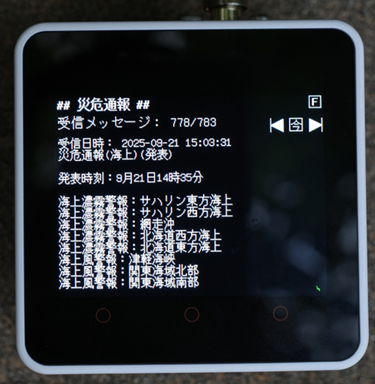 ## 災危通報 ##
F
受信メッセージ: 778/783
今
受信日時: 2025-09-21 15:03:31
災危通報(海上)(発表)
発表時刻:9月21日14時35分
海上濃霧警報:サハリン東方海上
海上濃霧警報:サハリン西方海上
海上濃霧警報:網走沖
海上濃霧警報:北海道西方海上
海上濃霧警報:北海道東方海上
海上風警報:津軽海峡
海上風警報:関東海域北部
海上風警報:関東海域南部